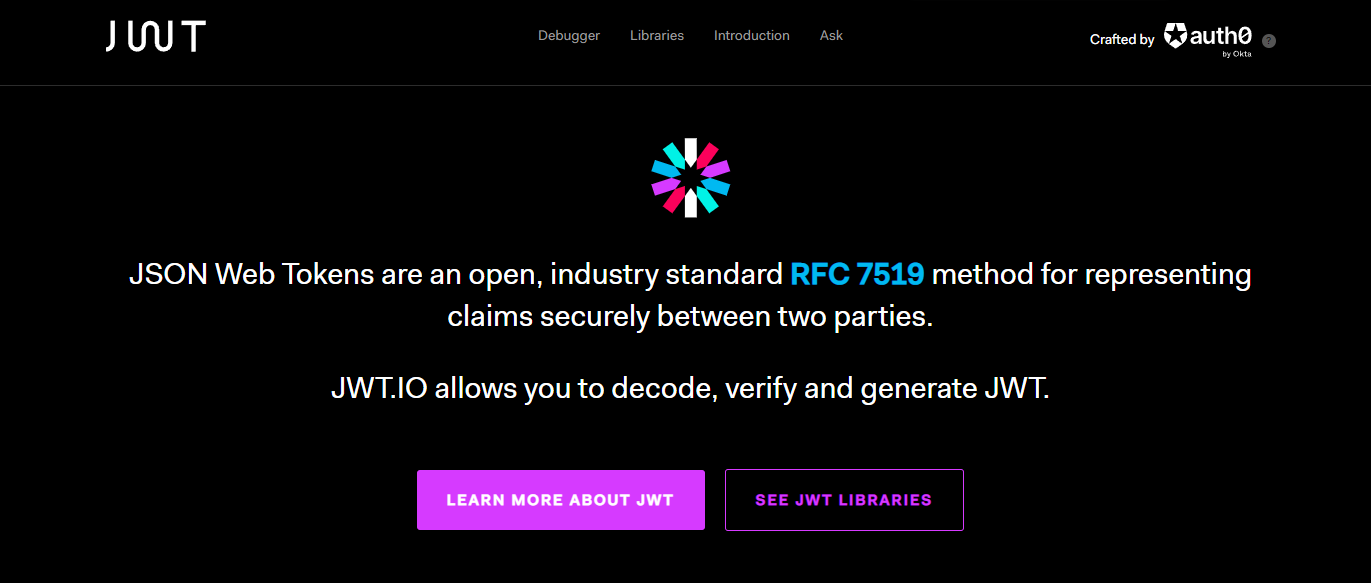 JWT
Debugger Libraries Introduction Ask
Crafted by auth0
by Okta
?
JSON Web Tokens are an open, industry standard RFC 7519 method for representing
claims securely between two parties.
JWT.IO allows you to decode, verify and generate JWT.
LEARN MORE ABOUT JWT
SEE JWT LIBRARIES